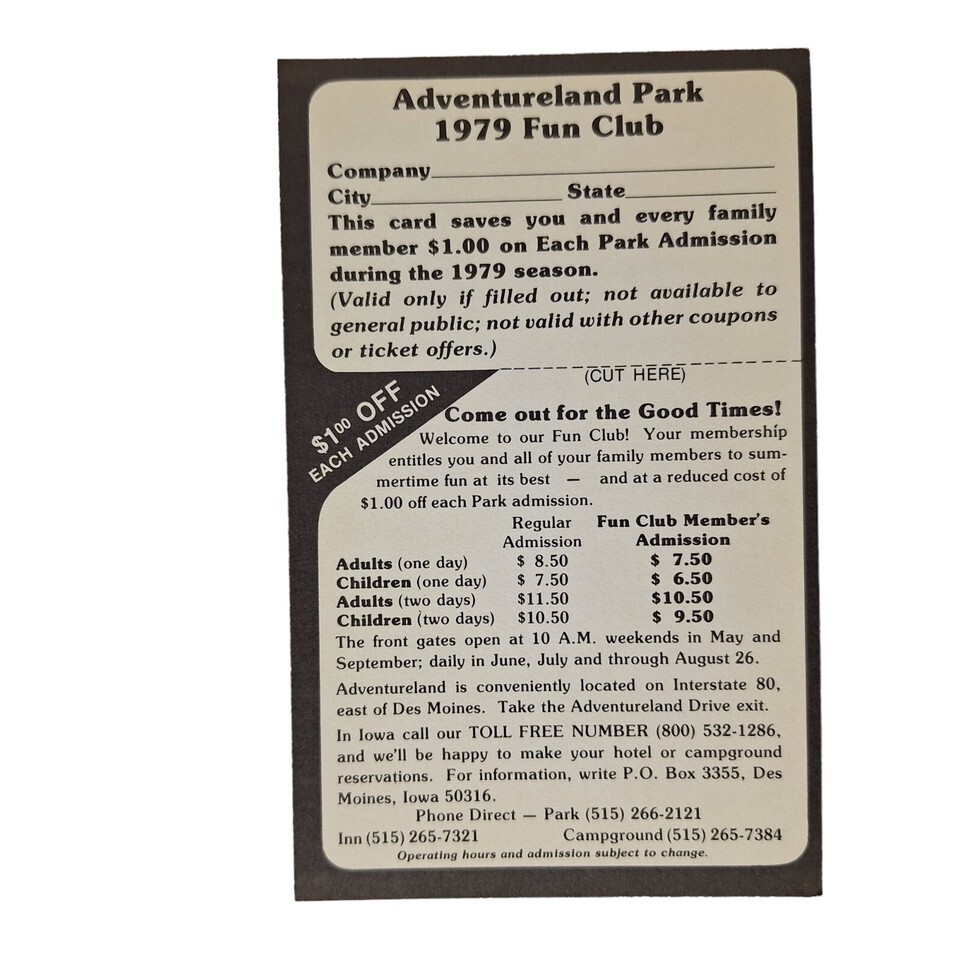 Adventureland Park
1979 Fun Club
Company
City State
This card saves you and every family
member $1.00 on Each Park Admission
during the 1979 season.
(Valid only if filled out; not available to
general public; not valid with other coupons
or ticket offers.)
(CUT HERE)
$1.00 OFF
EACH ADMISSION
Come out for the Good Times!
Welcome to our Fun Club! Your membership
entitles you and all of your family members to sum-
mertime fun at its best — and at a reduced cost of
$1.00 off each Park admission.
Regular Fun Club Member's
Admission Admission
Adults (one day) $ 8.50 $ 7.50
Children (one day) $ 7.50 $ 6.50
Adults (two days) $11.50 $10.50
Children (two days) $10.50 $ 9.50
The front gates open at 10 A.M. weekends in May and
September; daily in June, July and through August 26.
Adventureland is conveniently located on Interstate 80,
east of Des Moines. Take the Adventureland Drive exit.
In Iowa call our TOLL FREE NUMBER (800) 532-1286,
and we'll be happy to make your hotel or campground
reservations. For information, write P.O. Box 3355, Des
Moines, Iowa 50316.
Phone Direct — Park (515) 266-2121
Inn (515) 265-7321 Campground (515) 265-7384
Operating hours and admission subject to change.